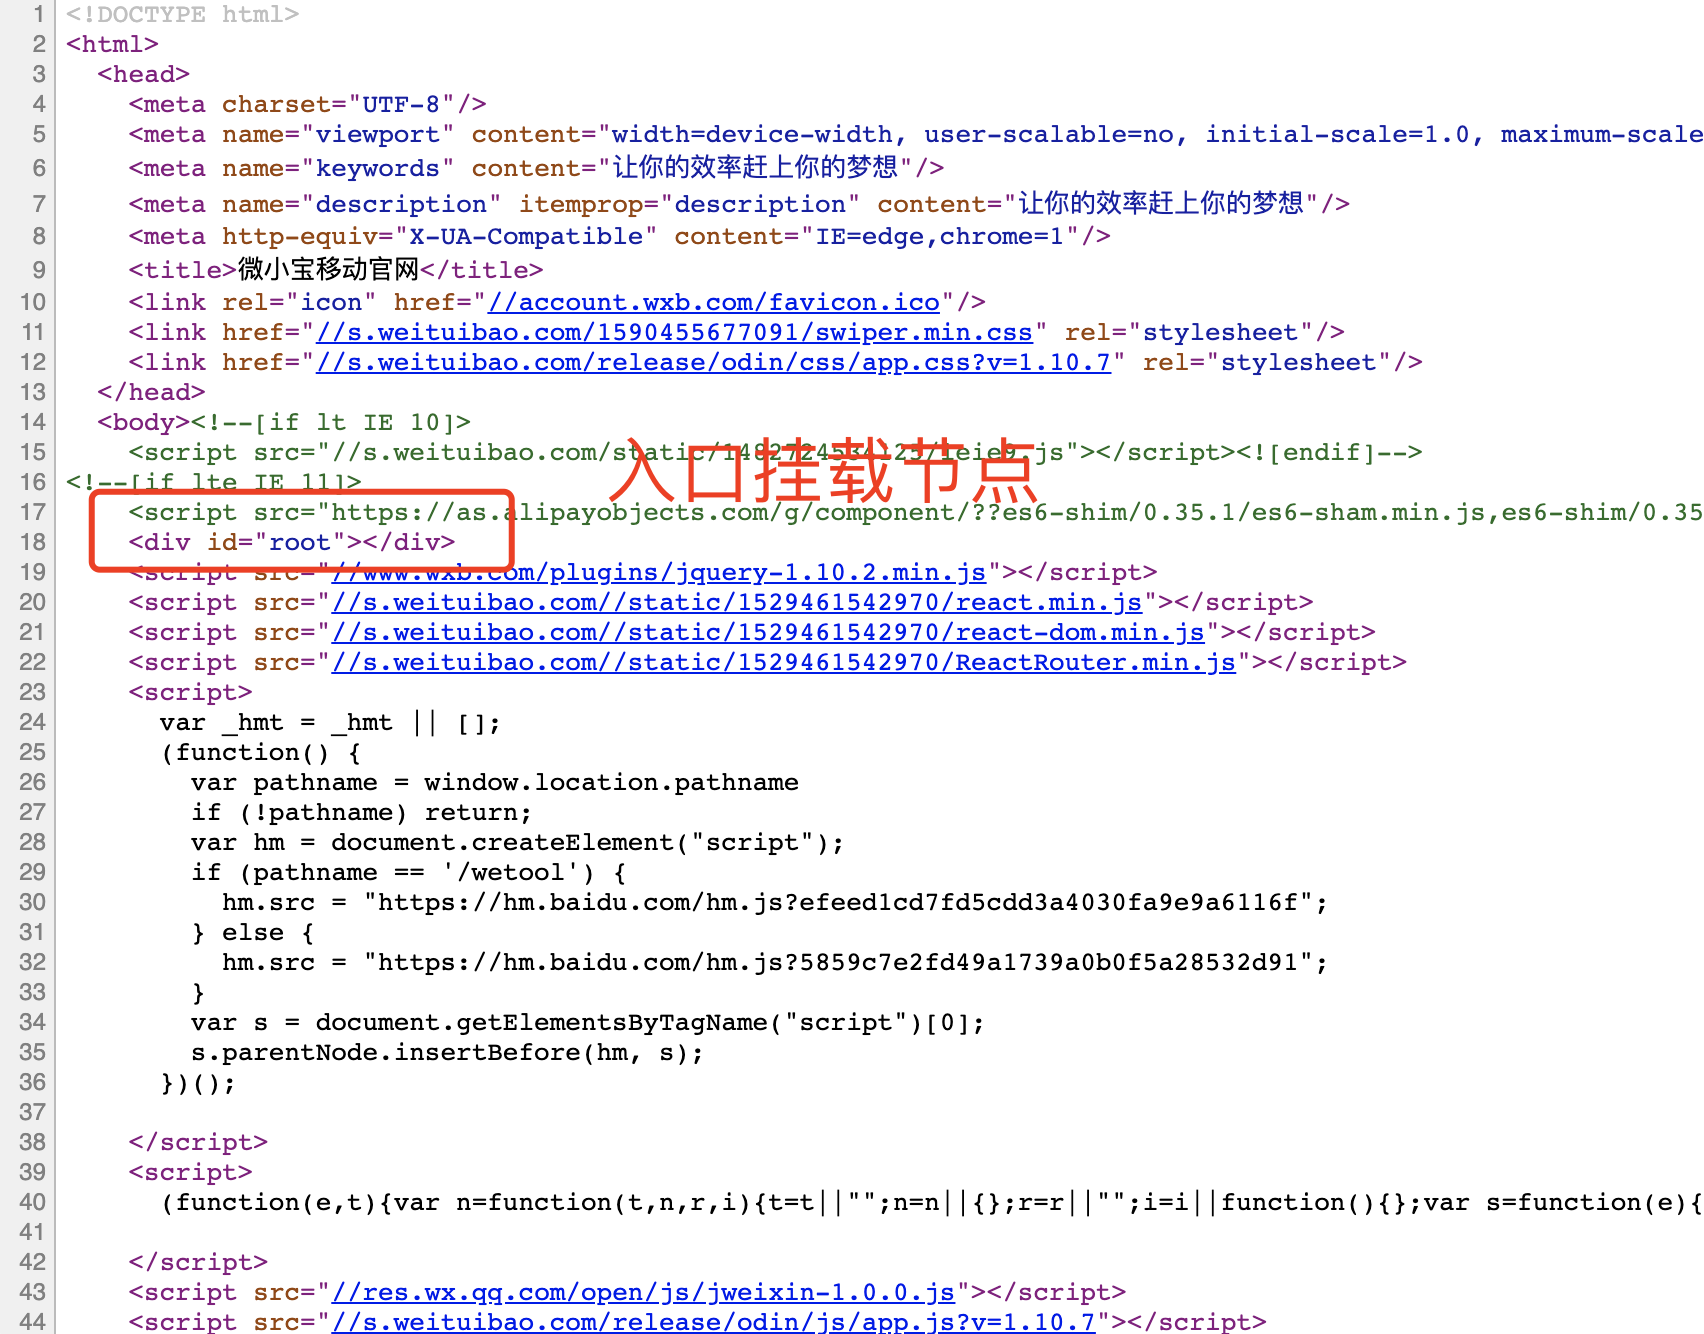 1 <!DOCTYPE html>
2 <html>
3 <head>
4 <meta charset="UTF-8"/>
5 <meta name="viewport" content="width=device-width, user-scalable=no, initial-scale=1.0, maximum-scale
6 <meta name="keywords" content="让你的效率赶上你的梦想"/>
7 <meta name="description" itemprop="description" content="让你的效率赶上你的梦想"/>
8 <meta http-equiv="X-UA-Compatible" content="IE=edge,chrome=1"/>
9 <title>微小宝移动官网</title>
10 <link rel="icon" href="//account.wxb.com/favicon.ico"/>
11 <link href="//s.weituibao.com/1590455677091/swiper.min.css" rel="stylesheet"/>
12 <link href="//s.weituibao.com/release/odin/css/app.css?v=1.10.7" rel="stylesheet"/>
13 </head>
14 <body><!--[if lt IE 10]>
15 <script src="//s.weituibao.com/static/1482724534125/ieie9.js"></script><![endif]-->
入口挂载节点
16 <!--[if lte IE 11]>
17 <script src="https://as.alipayobjects.com/g/component/??es6-shim/0.35.1/es6-sham.min.js,es6-shim/0.35
18 <div id="root"></div>
19 <script src="//www.wxb.com/plugins/jquery-1.10.2.min.js"></script>
20 <script src="//s.weituibao.com//static/1529461542970/react.min.js"></script>
21 <script src="//s.weituibao.com//static/1529461542970/react-dom.min.js"></script>
22 <script src="//s.weituibao.com//static/1529461542970/ReactRouter.min.js"></script>
23 <script>
24 var _hmt = _hmt || [];
25 (function() {
26 var pathname = window.location.pathname
27 if (!pathname) return;
28 var hm = document.createElement("script");
29 if (pathname == '/wetool') {
30 hm.src = "https://hm.baidu.com/hm.js?efeed1cd7fd5cdd3a4030fa9e9a6116f";
31 } else {
32 hm.src = "https://hm.baidu.com/hm.js?5859c7e2fd49a1739a0b0f5a28532d91";
33 }
34 var s = document.getElementsByTagName("script")[0];
35 s.parentNode.insertBefore(hm, s);
36 })();
37
38 </script>
39 <script>
40 (function(e,t){var n=function(t,n,r,i){t=t||"";n=n||{};r=r||"";i=i||function(){};var s=function(e){
41
42 </script>
43 <script src="//res.wx.qq.com/open/js/jweixin-1.0.0.js"></script>
44 <script src="//s.weituibao.com/release/odin/js/app.js?v=1.10.7"></script>